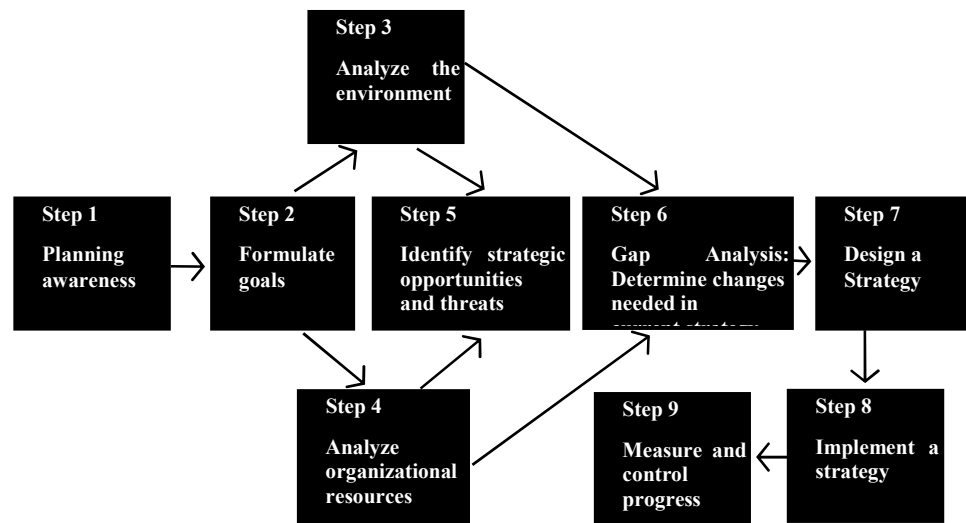 Step 3
Analyze the
environment
Step 1
Planning
awareness
Step 2
Formulate
goals
Step 5
Identify strategic
opportunities
and threats
Step 6
Gap Analysis:
Determine changes
needed in
Step 7
Design a
Strategy
Step 4
Analyze
organizational
resources
Step 9
Measure and
control
progress
Step 8
Implement a
strategy